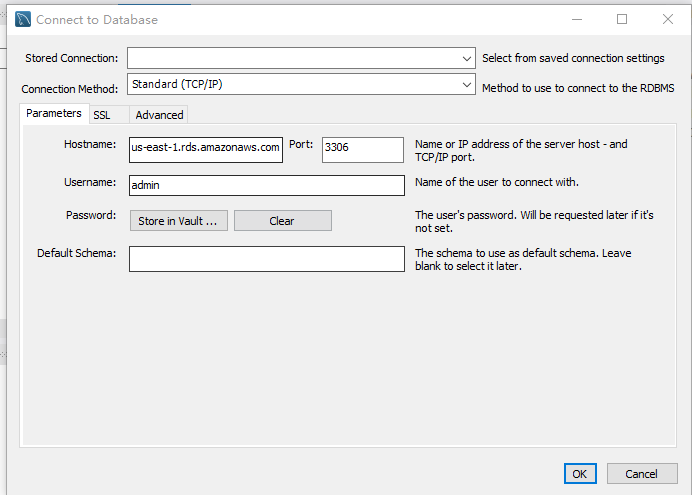 Connect to Database
Stored Connection:
Select from saved connection settings
Connection Method: Standard (TCP/IP)
Method to use to connect to the RDBMS
Parameters SSL Advanced
Hostname: us-east-1.rds.amazonaws.com Port: 3306
Name or IP address of the server host - and
TCP/IP port.
Username: admin
Name of the user to connect with.
Password: Store in Vault ... Clear
The user's password. Will be requested later if it's
not set.
Default Schema:
The schema to use as default schema. Leave
blank to select it later.
OK Cancel